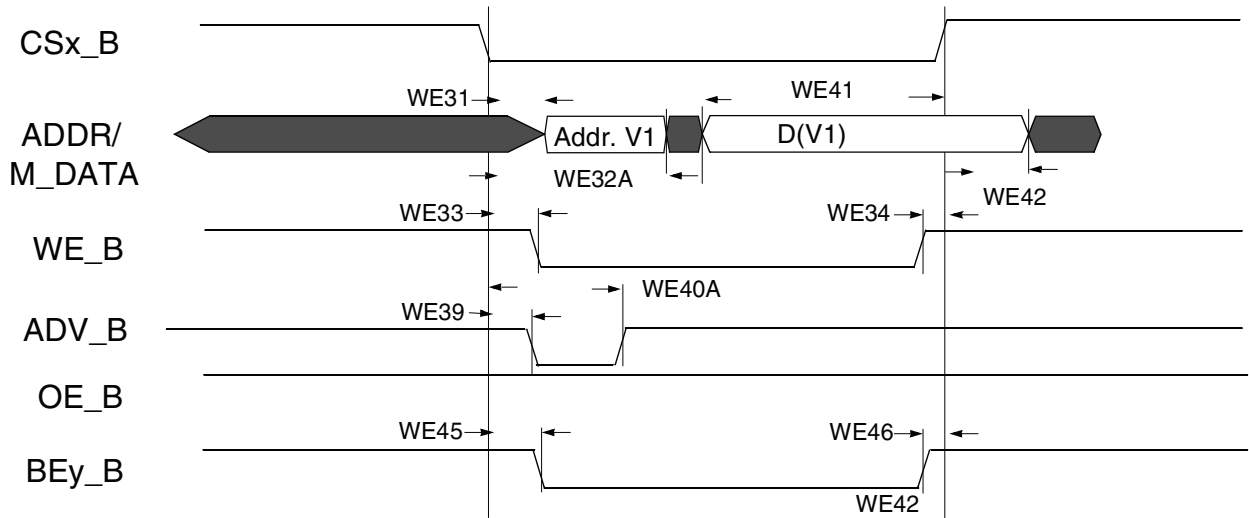 CSx_B
WE31
WE41
ADDR/
M_DATA
Addr. V1
D(V1)
WE32A
WE42
WE33
WE34
WE_B
WE40A
WE39
ADV_B
OE_B
WE45
WE46
BEy_B
WE42